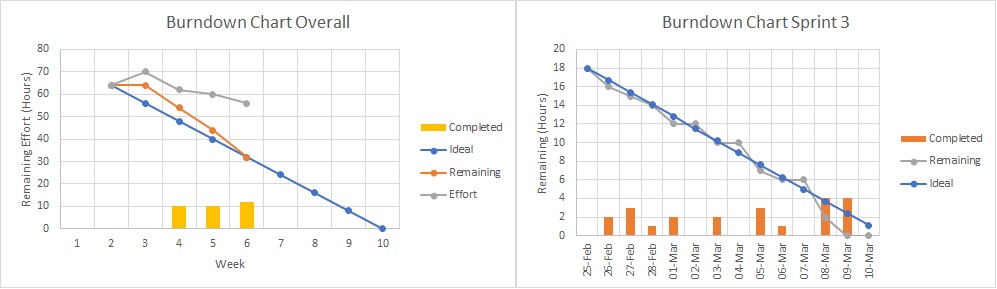 Burndown Chart Overall
80
70
60
50
40
30
20
10
0
Remaining Effort (Hours)
1 2 3 4 5 6 7 8 9 10
Week
Completed
Ideal
Remaining
Effort
Burndown Chart Sprint 3
20
18
16
14
12
10
8
6
4
2
0
Remaining (Hours)
25-Feb
26-Feb
27-Feb
28-Feb
01-Mar
02-Mar
03-Mar
04-Mar
05-Mar
06-Mar
07-Mar
08-Mar
09-Mar
10-Mar
Completed
Remaining
Ideal